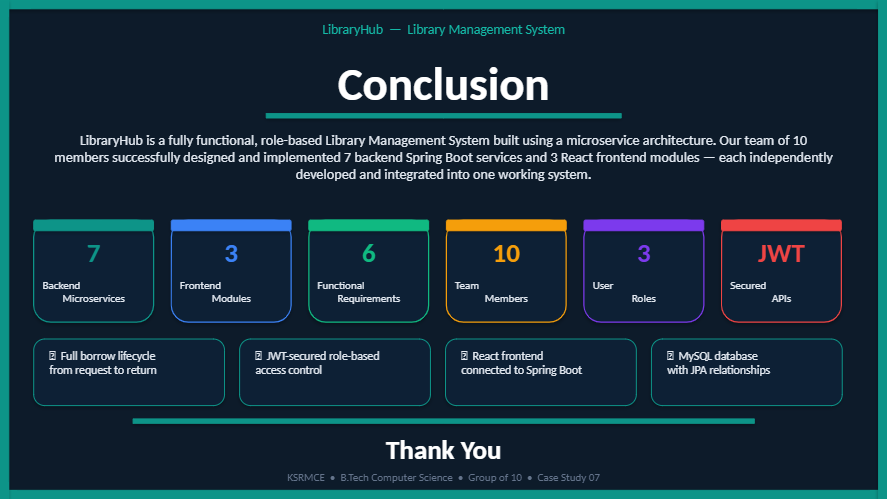 LibraryHub — Library Management System
Conclusion
LibraryHub is a fully functional, role-based Library Management System built using a microservice architecture. Our team of 10
members successfully designed and implemented 7 backend Spring Boot services and 3 React frontend modules — each independently
developed and integrated into one working system.
7
Backend
Microservices
3
Frontend
Modules
6
Functional
Requirements
10
Team
Members
3
User
Roles
JWT
Secured
APIs
Full borrow lifecycle
from request to return
JWT-secured role-based
access control
React frontend
connected to Spring Boot
MySQL database
with JPA relationships
Thank You
KSRMCE • B.Tech Computer Science • Group of 10 • Case Study 07